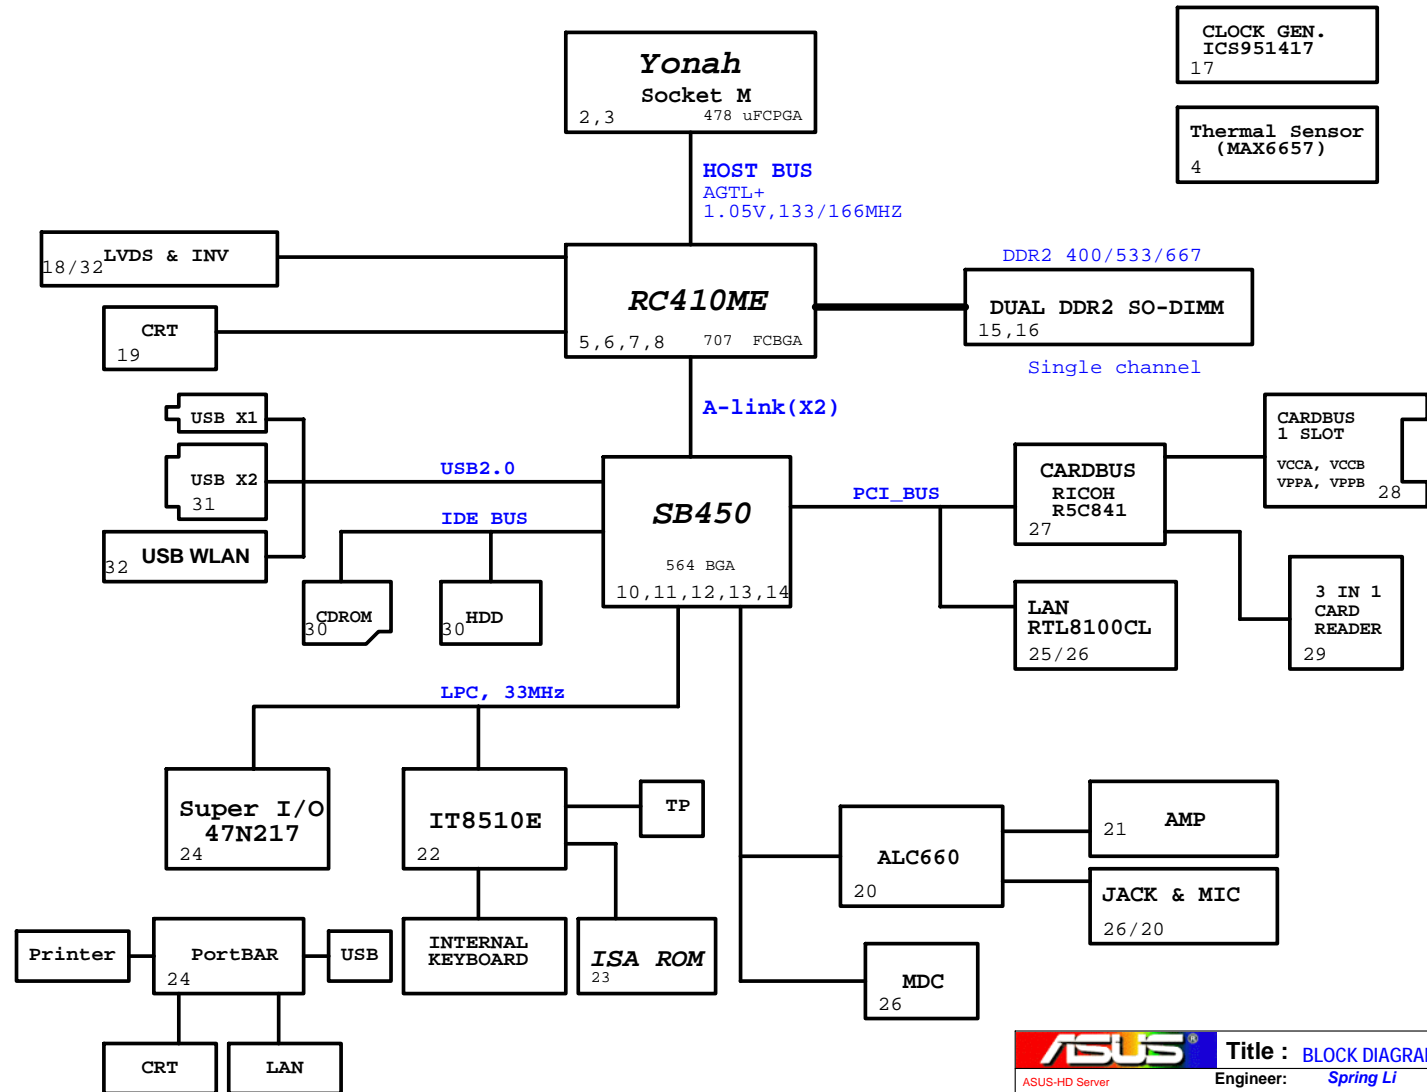 CLOCK GEN.
ICS951417
17
Yonah
Socket M
2,3 478 uFCPGA
Thermal Sensor
(MAX6657)
4
HOST BUS
AGTL+
1.05V,133/166MHZ
LVDS & INV
18/32
DDR2 400/533/667
RC410ME
5,6,7,8 707 FCBGA
DUAL DDR2 SO-DIMM
15,16
CRT
19
Single channel
A-link(X2)
USB X1
USB X2
31
USB2.0
USB WLAN
32
IDE BUS
SB450
564 BGA
10,11,12,13,14
PCI_BUS
CARDBUS
RICOH
R5C841
27
CARDBUS
1 SLOT
VCCA, VCCB
VPPA, VPPB
28
CDROM
30
HDD
30
LAN
RTL8100CL
25/26
3 IN 1
CARD
READER
29
LPC, 33MHz
Super I/O
47N217
24
IT8510E
22
TP
ALC660
20
AMP
21
JACK & MIC
26/20
Printer
PortBAR
24
USB
INTERNAL
KEYBOARD
ISA ROM
23
MDC
26
CRT
LAN
ASUS®
ASUS-HD Server
Title : BLOCK DIAGRAM
Engineer: Spring Li